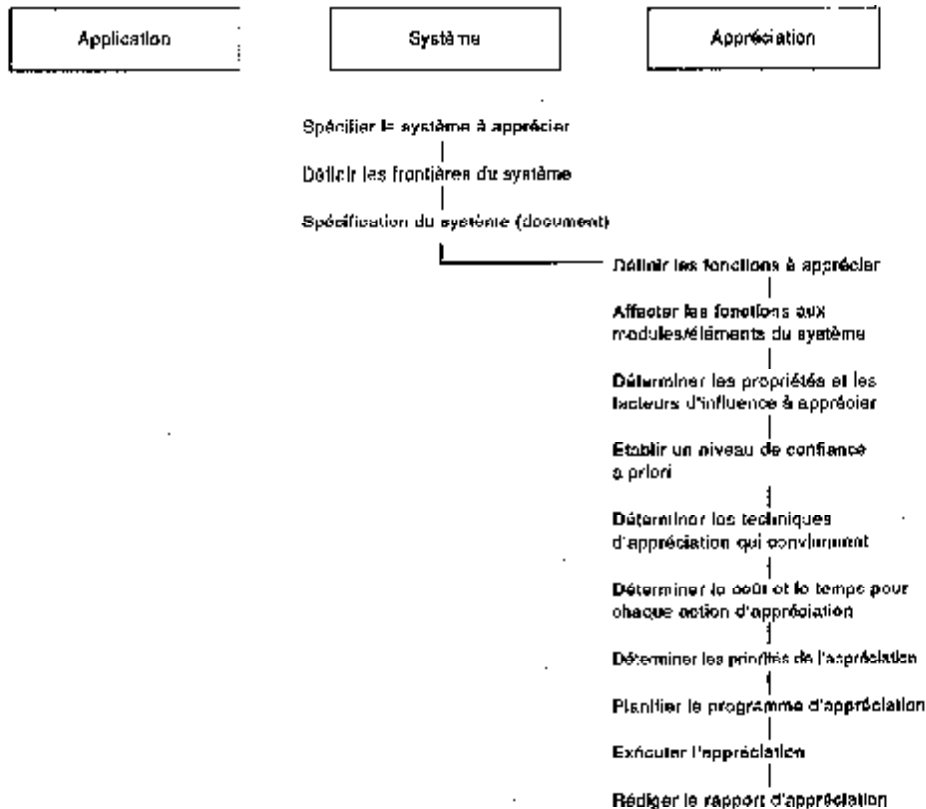 Application
Système
Appréciation
Spécifier le système à apprécier
Définir les frontières du système
Spécification du système (document)
Définir les fonctions à apprécier
Affecter les fonctions aux
modules/éléments du système
Déterminer les propriétés et les
facteurs d'influence à apprécier
Etablir un niveau de confiance
a priori
Déterminer les techniques
d'appréciation qui conviennent
Déterminer le coût et le temps pour
chaque action d'appréciation
Déterminer les priorités de l'appréciation
Planifier le programme d'appréciation
Exécuter l'appréciation
Rédiger le rapport d'appréciation